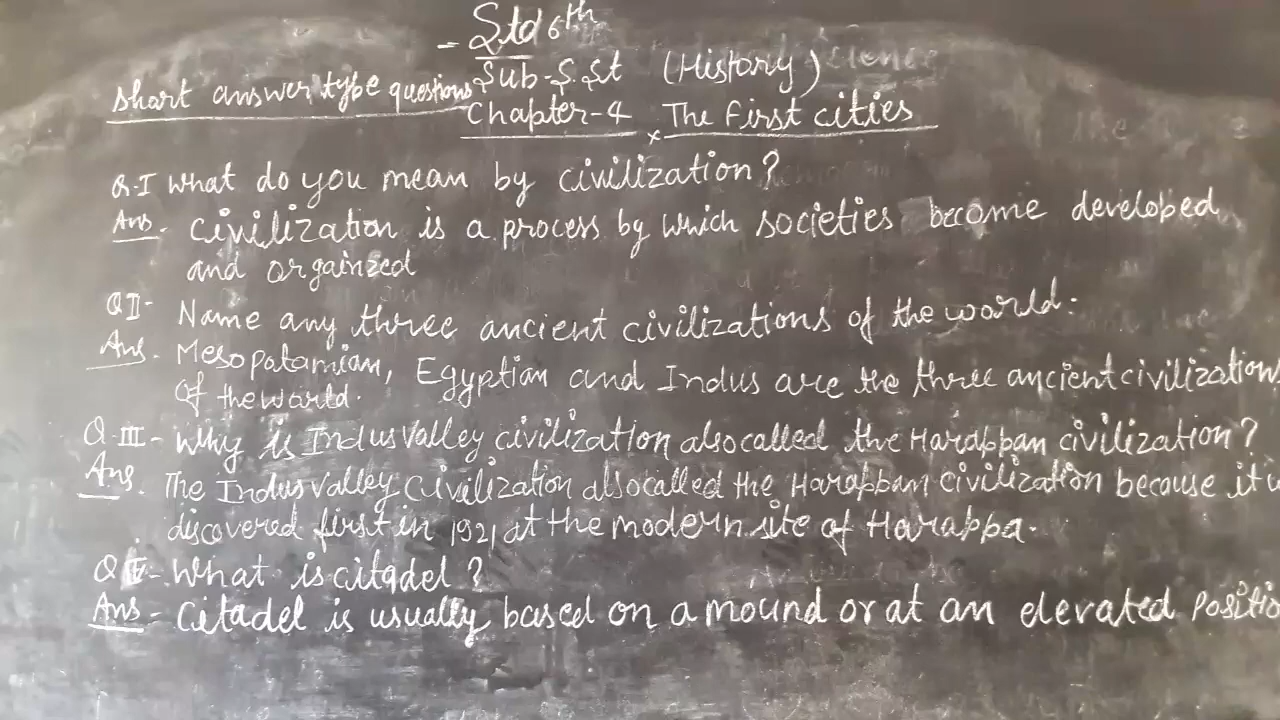 - Std 6th
Sub-S.St (History)
Short answer type questions
Chapter-4 The First cities
Q.I What do you mean by civilization?
Ans. Civilization is a process by which societies become developed
and orgainzed
Q II- Name any three ancient civilizations of the world.
Ans. Mesopotamian, Egyptian and Indus are the three ancient civilizations
of the world.
Q.III- Why is Indus Valley civilization also called the Harappan civilization?
Ans. The Indus Valley Civilization also called the Harappan civilization because it
discovered first in 1921 at the modern site of Harappa.
Q - What is citadel?
Ans- Citadel is usually based on a mound or at an elevated positio